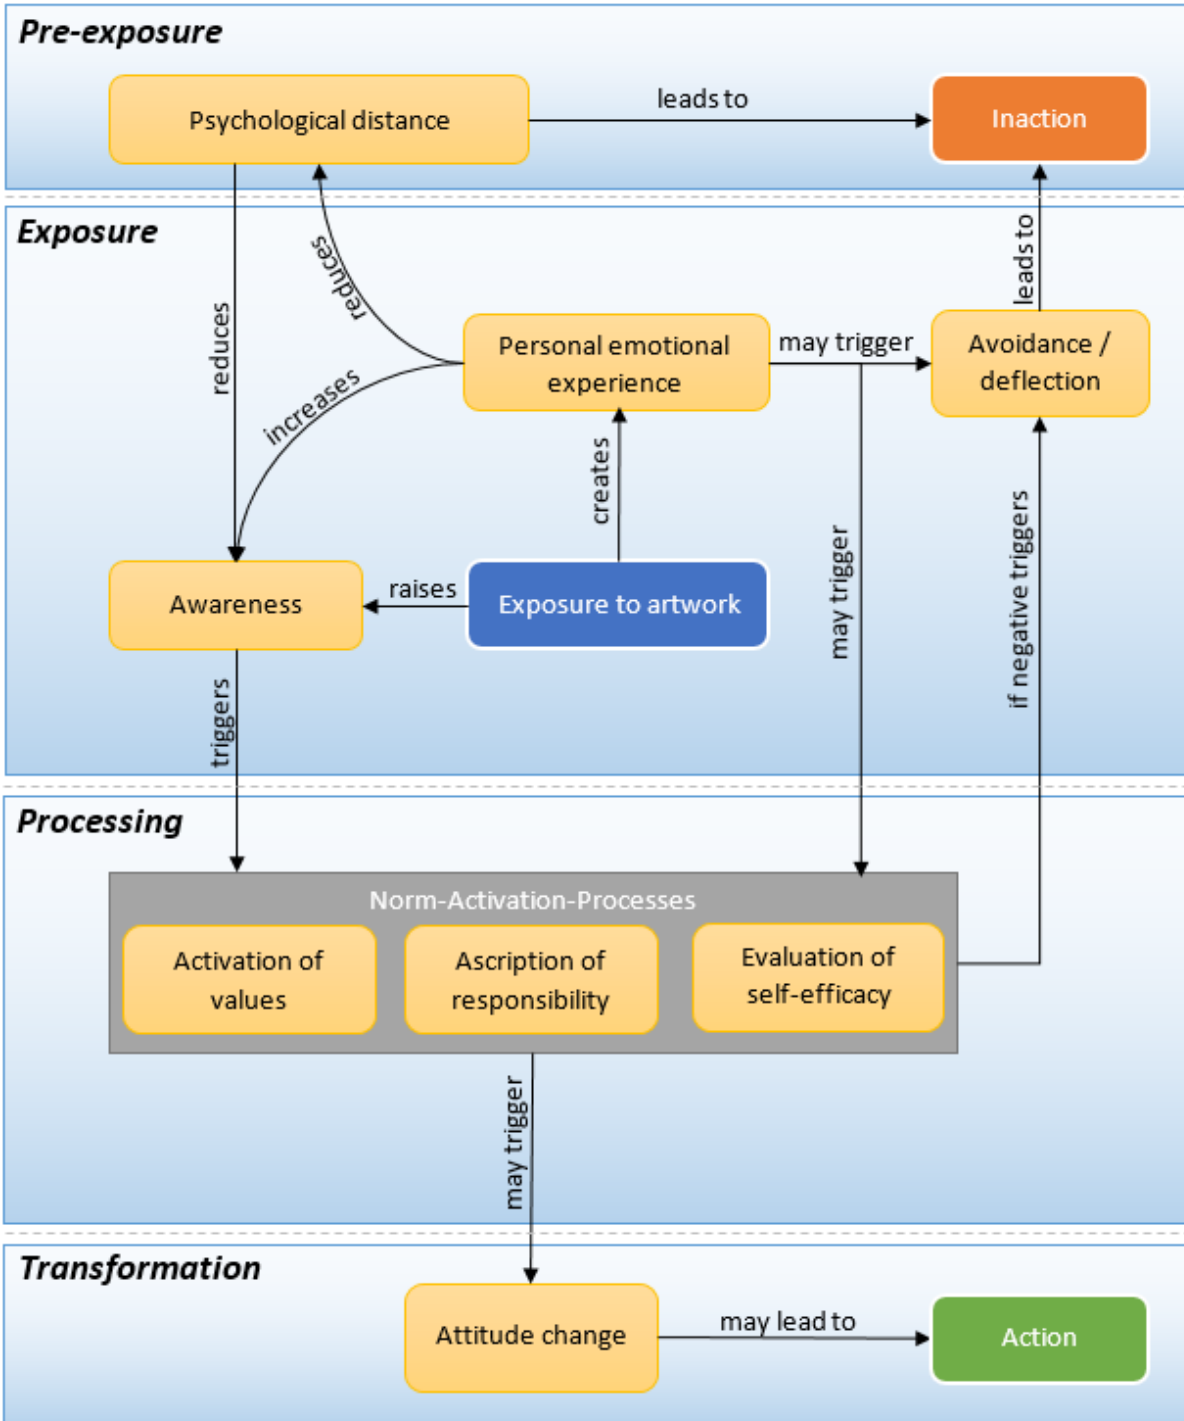 Pre-exposure
Psychological distance
leads to
Inaction
Exposure
reduces
reduces
increases
Personal emotional
experience
may trigger
Avoidance /
deflection
leads to
creates
Awareness
raises
Exposure to artwork
may trigger
if negative triggers
triggers
Processing
Norm-Activation-Processes
Activation of
values
Ascription of
responsibility
Evaluation of
self-efficacy
may trigger
Transformation
Attitude change
may lead to
Action